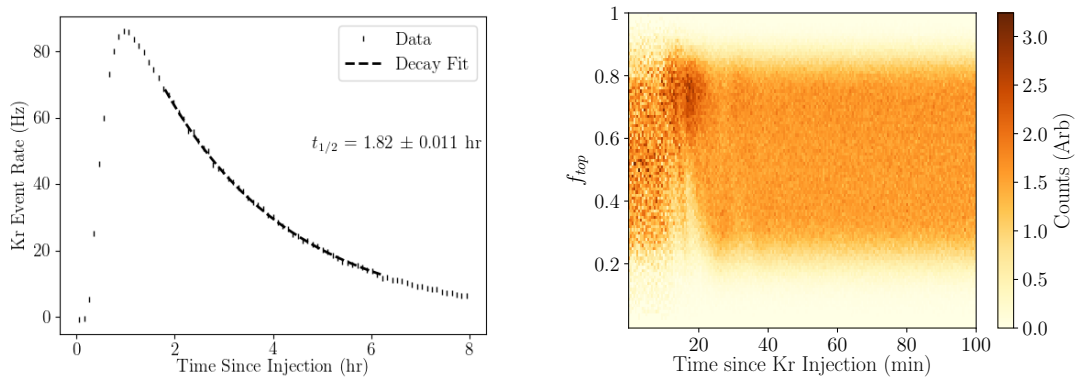 Kr Event Rate (Hz)
80
60
40
20
0
Data
Decay Fit
t1/2 = 1.82 ± 0.011 hr
0 2 4 6 8
Time Since Injection (hr)
f_top
1
0.8
0.6
0.4
0.2
20 40 60 80 100
Time since Kr Injection (min)
3.0
2.5
2.0
1.5
1.0
0.5
0.0
Counts (Arb)